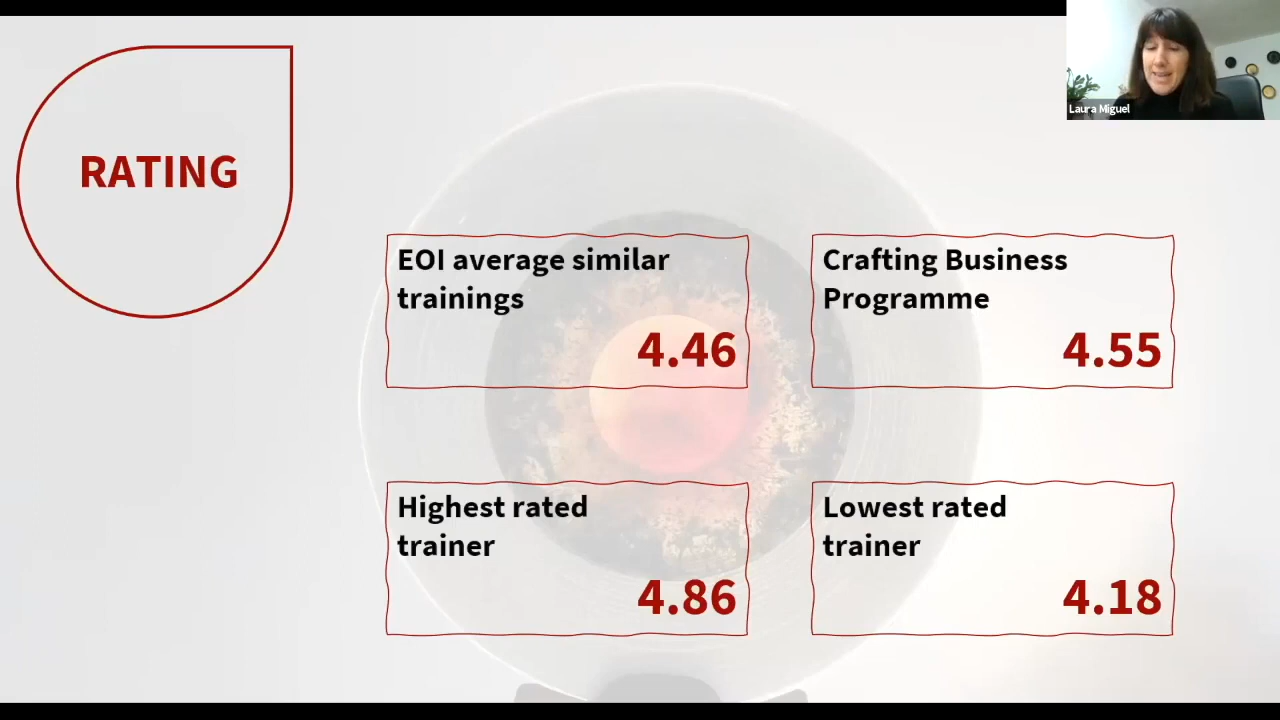 RATING
Laura Miguel
EOI average similar
trainings
4.46
Crafting Business
Programme
4.55
Highest rated
trainer
4.86
Lowest rated
trainer
4.18